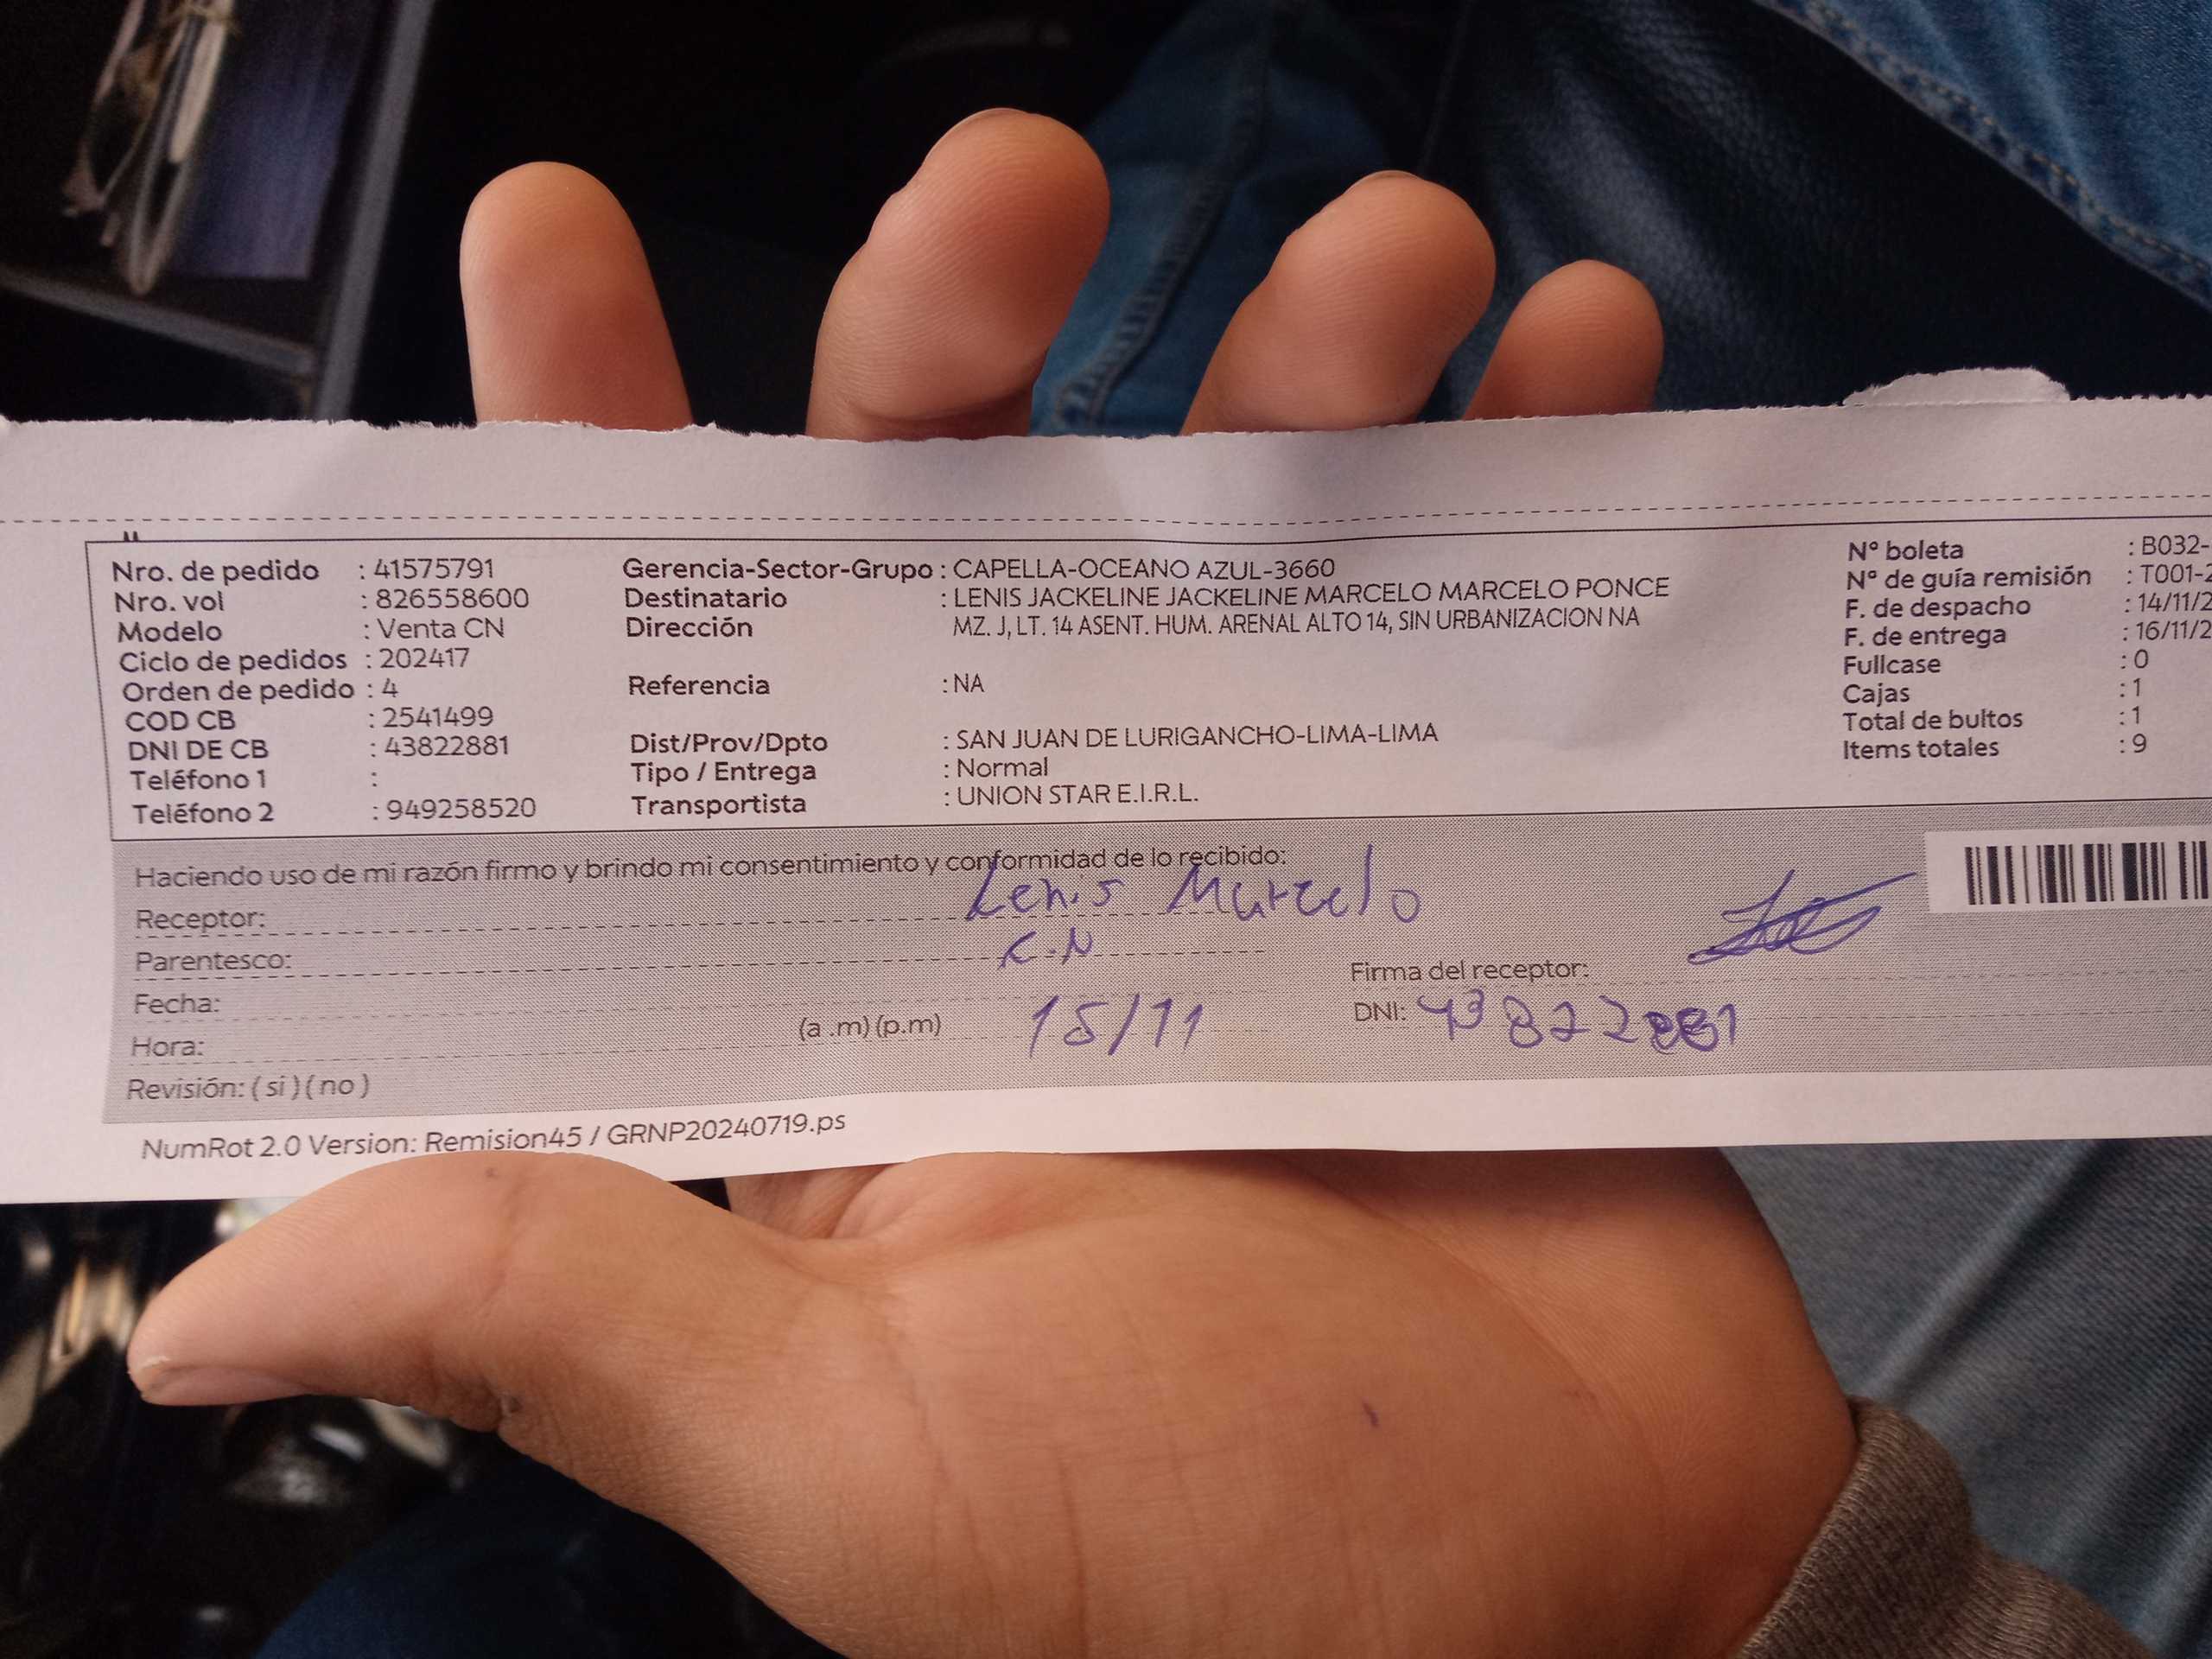 Nro. de pedido : 41575791
Nro. vol : 826558600
Modelo : Venta CN
Ciclo de pedidos : 202417
Orden de pedido : 4
COD CB : 2541499
DNI DE CB : 43822881
Teléfono 1 :
Teléfono 2 : 949258520
Gerencia-Sector-Grupo : CAPELLA-OCEANO AZUL-3660
Destinatario : LENIS JACKELINE JACKELINE MARCELO MARCELO PONCE
Dirección MZ. J, LT. 14 ASENT. HUM. ARENAL ALTO 14, SIN URBANIZACION NA
Referencia : NA
Dist/Prov/Dpto : SAN JUAN DE LURIGANCHO-LIMA-LIMA
Tipo / Entrega : Normal
Transportista : UNION STAR E.I.R.L.
N° boleta : B032-
N° de guía remisión : T001-2
F. de despacho : 14/11/2
F. de entrega : 16/11/2
Fullcase : 0
Cajas : 1
Total de bultos : 1
Items totales : 9
Haciendo uso de mi razón firmo y brindo mi consentimiento y conformidad de lo recibido:
Receptor: Lenis Marcelo
Parentesco: C.N
Fecha: 15/11
Hora: (a .m) (p.m)
Revisión: ( si ) ( no )
Firma del receptor:
DNI: 43822881
NumRot 2.0 Version: Remision45 / GRNP20240719.ps